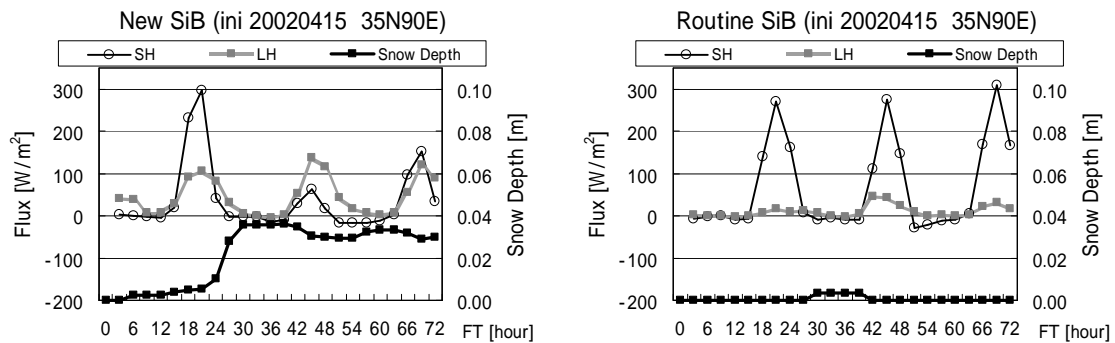 New SiB (ini 20020415 35N90E)
SH LH Snow Depth
Flux [W/m²]
300
200
100
0
-100
-200
0.10
0.08
0.06
0.04
0.02
0.00
Snow Depth [m]
0 6 12 18 24 30 36 42 48 54 60 66 72 FT [hour]
Routine SiB (ini 20020415 35N90E)
SH LH Snow Depth
Flux [W/m²]
300
200
100
0
-100
-200
0.10
0.08
0.06
0.04
0.02
0.00
Snow Depth [m]
0 6 12 18 24 30 36 42 48 54 60 66 72 FT [hour]